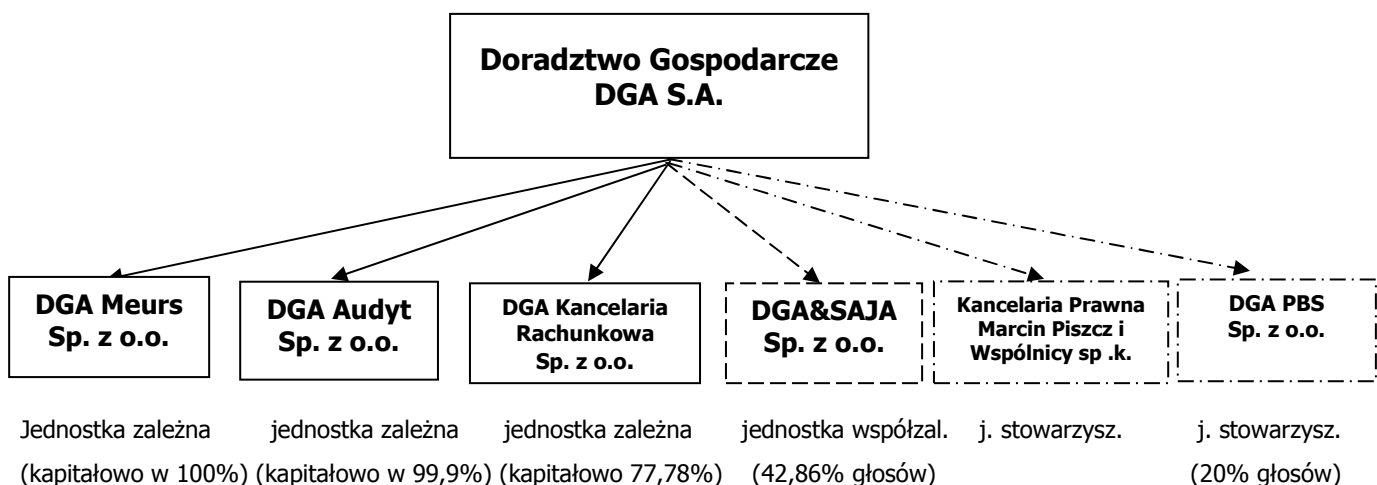 Doradztwo Gospodarcze
DGA S.A.
DGA Meurs
Sp. z o.o.
DGA Audyt
Sp. z o.o.
DGA Kancelaria
Rachunkowa
Sp. z o.o.
DGA&SAJA
Sp. z o.o.
Kancelaria Prawna
Marcin Piszcz i
Wspólnicy sp .k.
DGA PBS
Sp. z o.o.
Jednostka zależna
(kapitałowo w 100%)
jednostka zależna
(kapitałowo w 99,9%)
jednostka zależna
(kapitałowo 77,78%)
jednostka współzal.
(42,86% głosów)
j. stowarzysz.
j. stowarzysz.
(20% głosów)